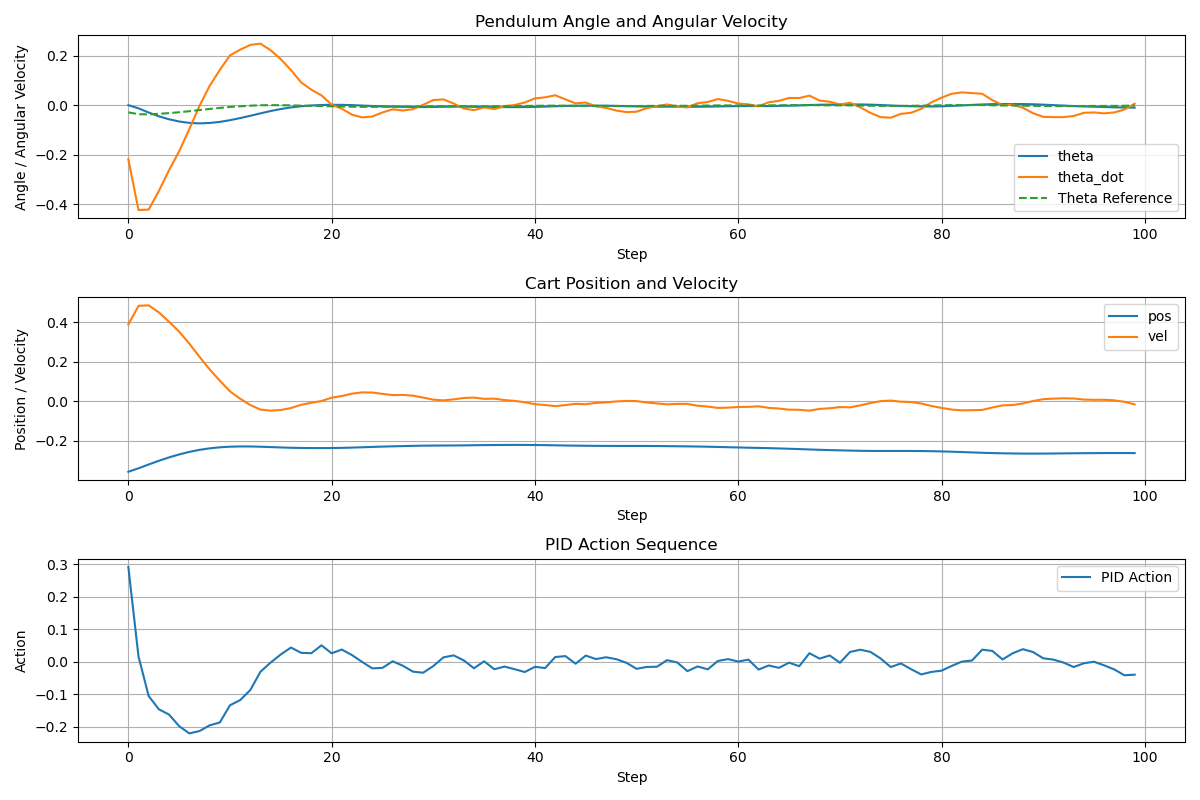 Pendulum Angle and Angular Velocity
Angle / Angular Velocity
0.2
0.0
−0.2
−0.4
theta
theta_dot
Theta Reference
0 20 40 60 80 100
Step
Cart Position and Velocity
Position / Velocity
0.4
0.2
0.0
−0.2
pos
vel
0 20 40 60 80 100
Step
PID Action Sequence
Action
0.3
0.2
0.1
0.0
−0.1
−0.2
PID Action
0 20 40 60 80 100
Step